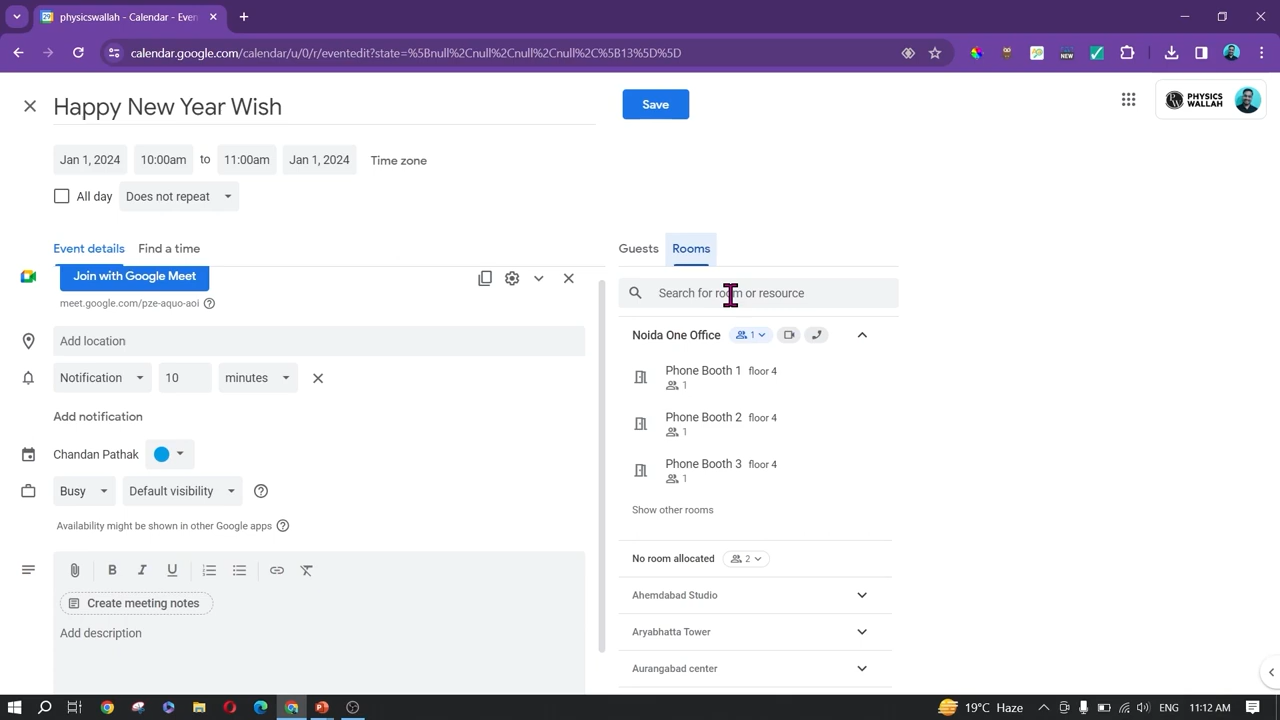 physicswallah - Calendar - Even
calendar.google.com/calendar/u/0/r/eventedit?state=%5Bnull%2Cnull%2Cnull%2Cnull%2C%5B13%5D%5D
NEW
Happy New Year Wish
Save
PHYSICS
WALLAH
Jan 1, 2024 10:00am to 11:00am Jan 1, 2024 Time zone
All day Does not repeat
Event details Find a time
Guests Rooms
Join with Google Meet
meet.google.com/pze-aquo-aoi
Add location
Notification 10 minutes
Add notification
Chandan Pathak
Busy Default visibility
Availability might be shown in other Google apps
B I U
Create meeting notes
Add description
Search for room or resource
Noida One Office 1
Phone Booth 1 floor 4
1
Phone Booth 2 floor 4
1
Phone Booth 3 floor 4
1
Show other rooms
No room allocated 2
Ahemdabad Studio
Aryabhatta Tower
Aurangabad center
19°C Haze ENG 11:12 AM